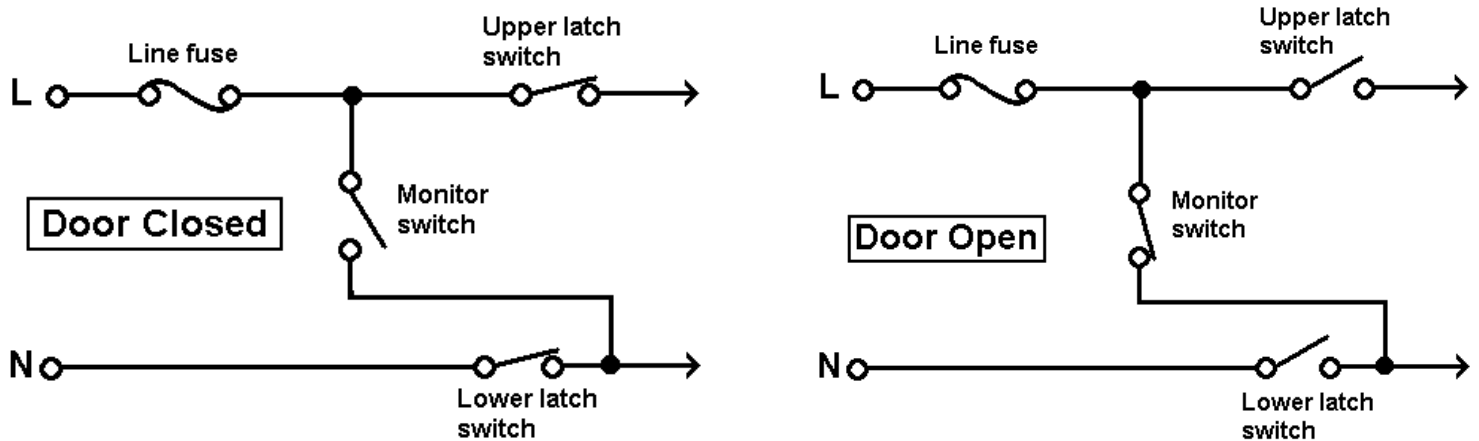 Upper latch
switch
Line fuse
L
Monitor
switch
Door Closed
N
Lower latch
switch
Upper latch
switch
Line fuse
L
Monitor
switch
Door Open
N
Lower latch
switch